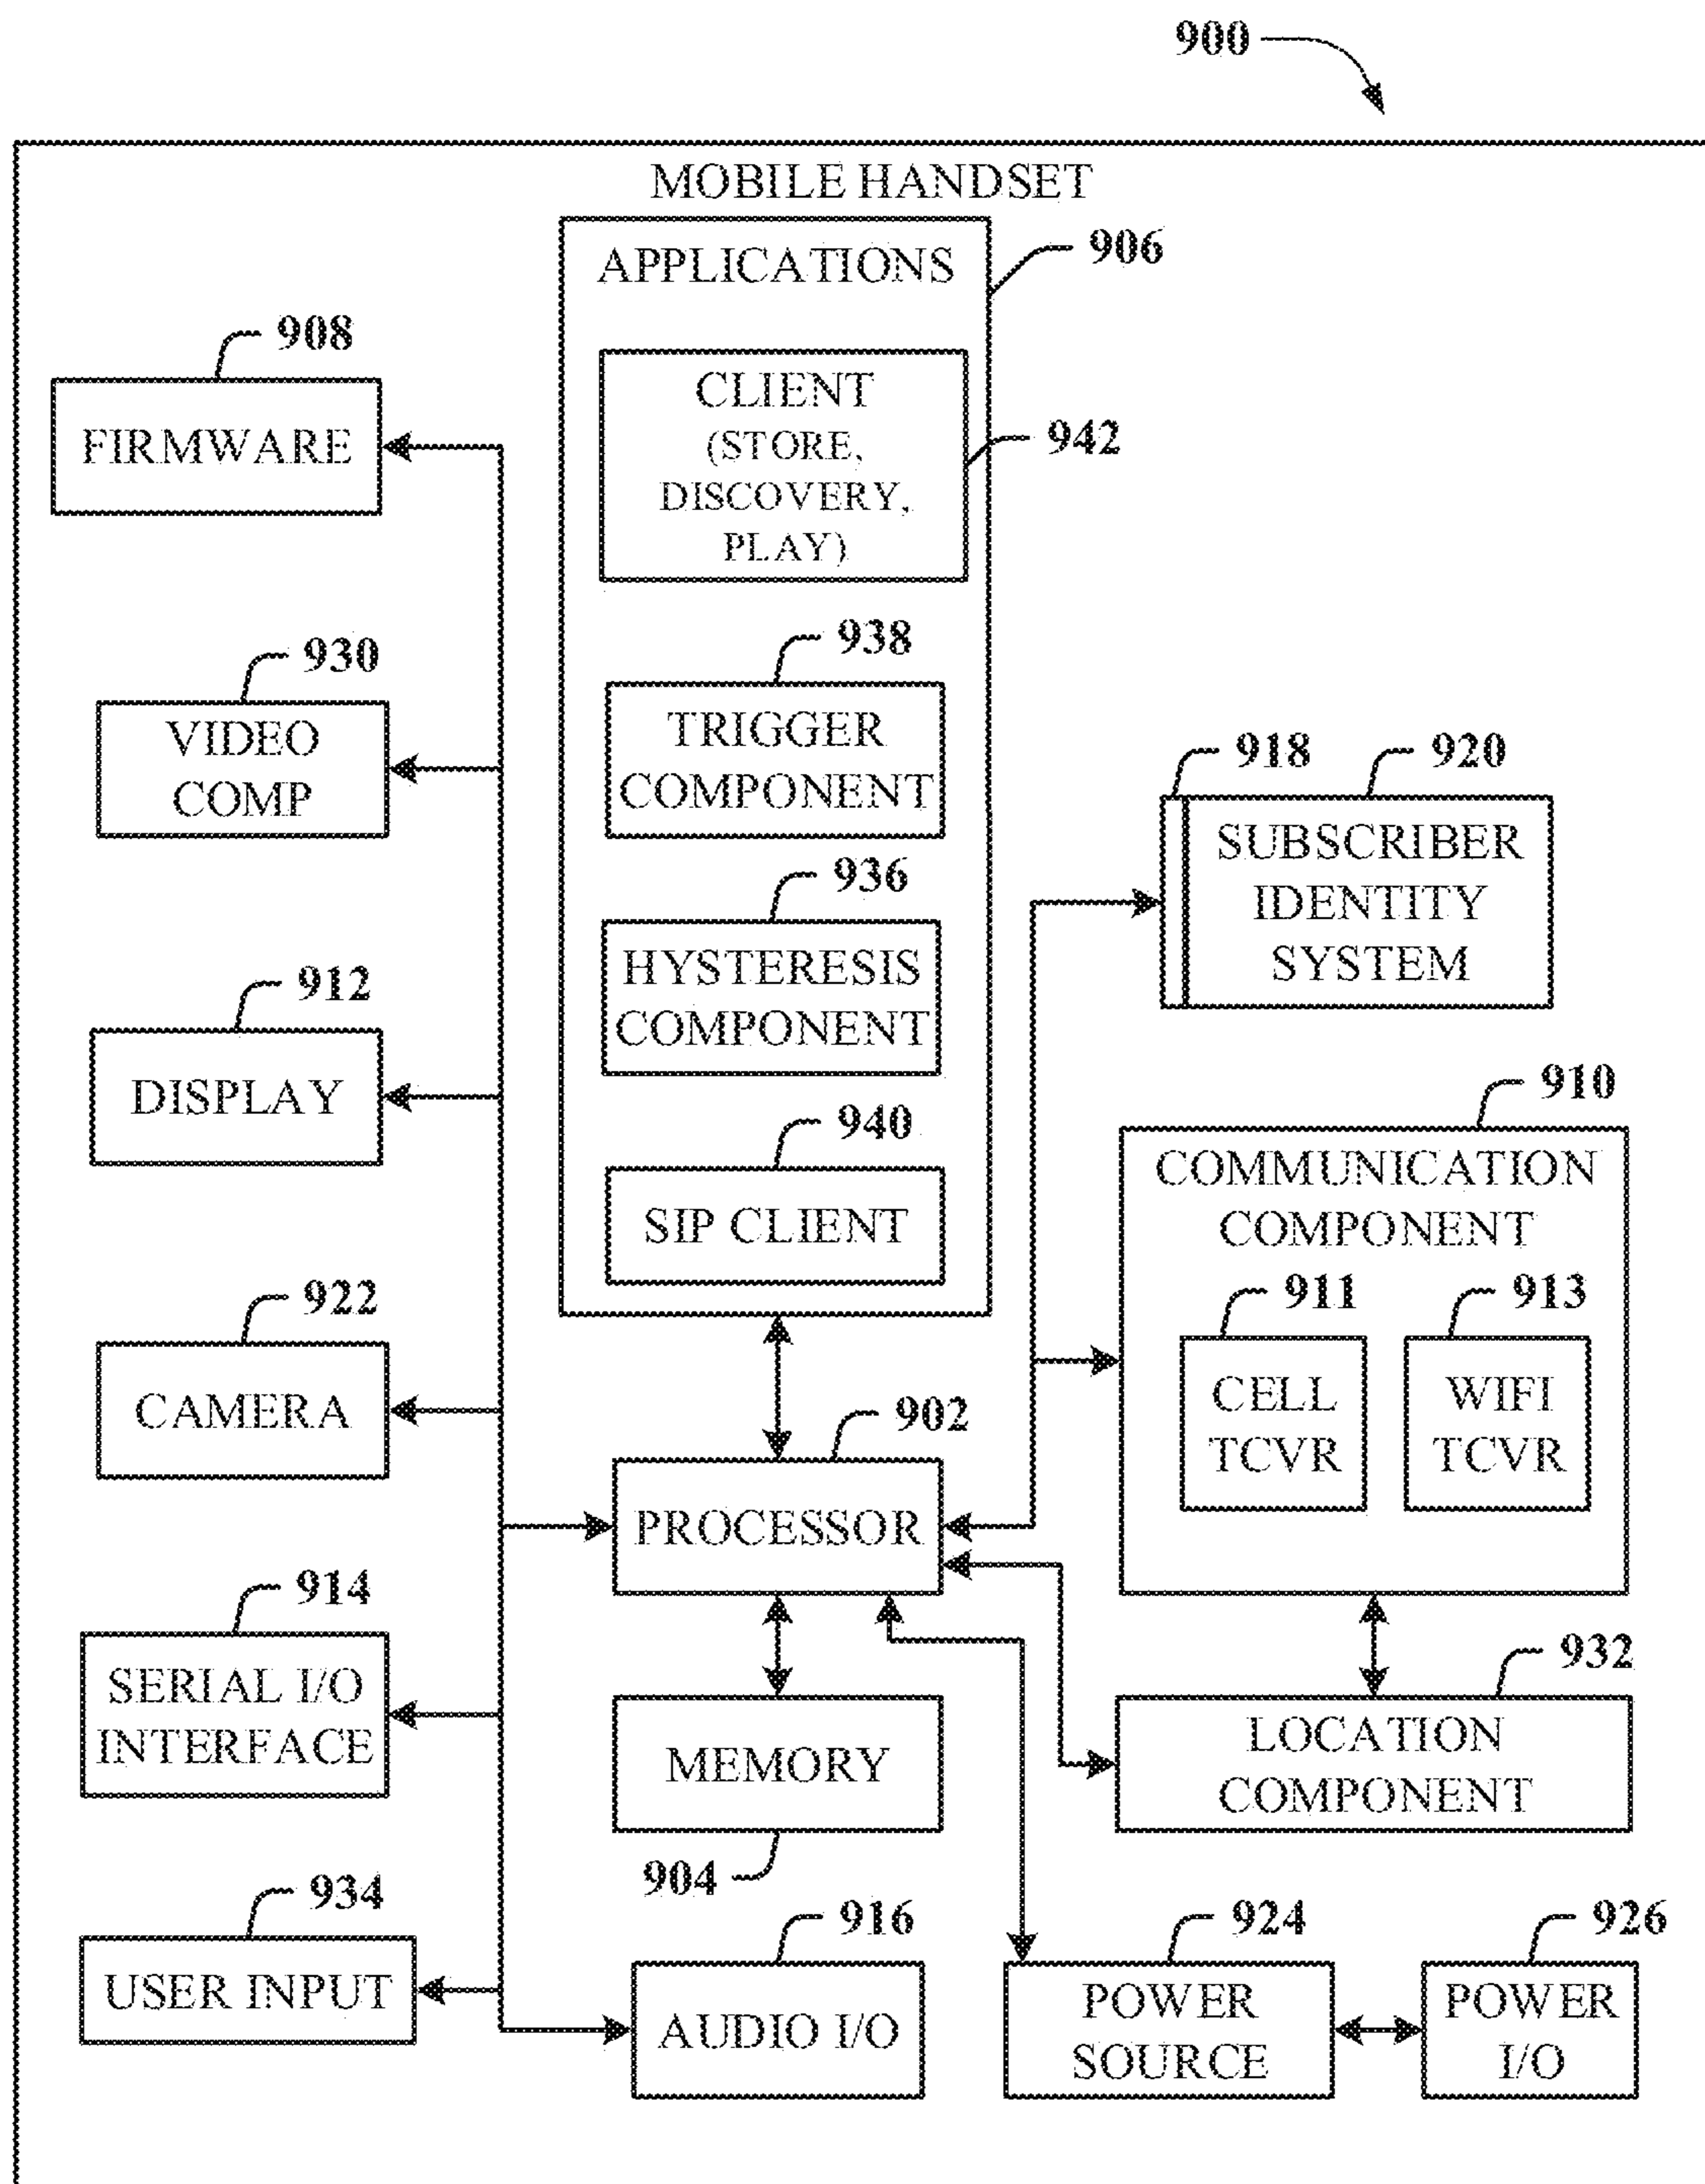 900
MOBILE HANDSET
APPLICATIONS
906
CLIENT
(STORE,
DISCOVERY,
PLAY)
942
938
TRIGGER
COMPONENT
936
HYSTERESIS
COMPONENT
940
SIP CLIENT
908
FIRMWARE
930
VIDEO
COMP
912
DISPLAY
922
CAMERA
914
SERIAL I/O
INTERFACE
934
USER INPUT
902
PROCESSOR
MEMORY
904
916
AUDIO I/O
918
920
SUBSCRIBER
IDENTITY
SYSTEM
910
COMMUNICATION
COMPONENT
911
CELL
TCVR
913
WIFI
TCVR
932
LOCATION
COMPONENT
924
POWER
SOURCE
926
POWER
I/O